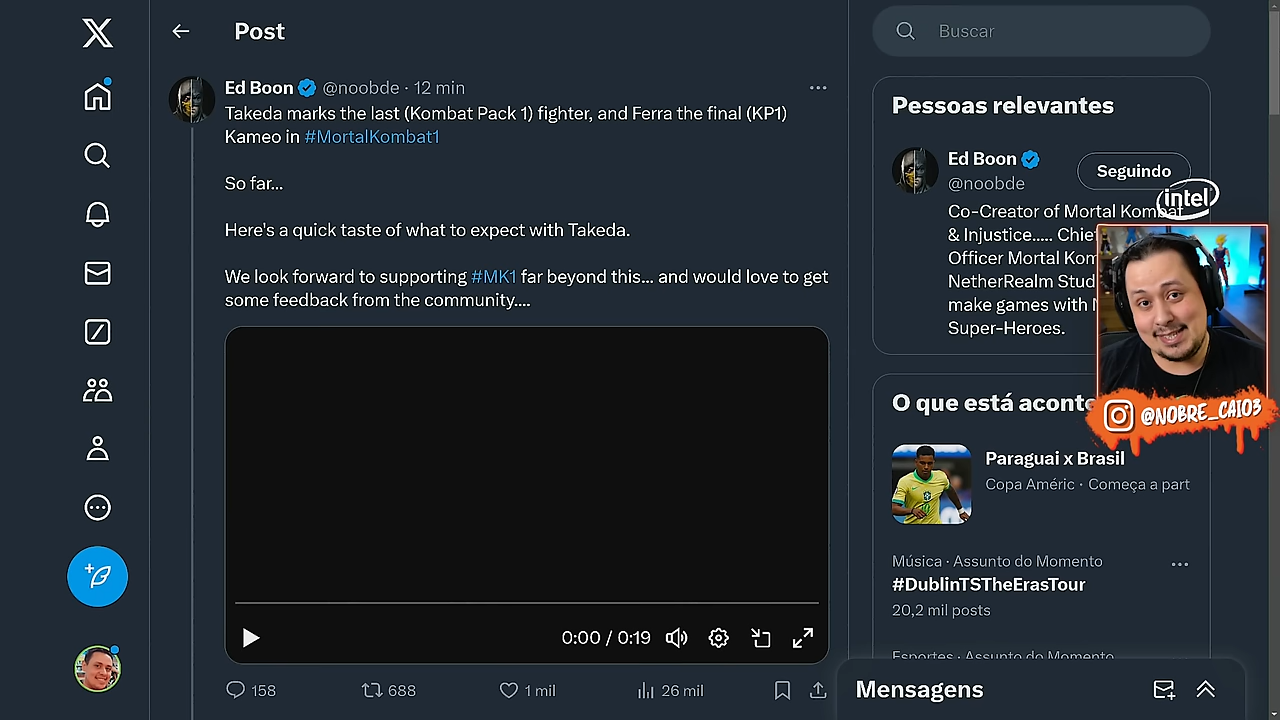 Post
Buscar
Ed Boon @noobde · 12 min
Takeda marks the last (Kombat Pack 1) fighter, and Ferra the final (KP1)
Kameo in #MortalKombat1
So far...
Here's a quick taste of what to expect with Takeda.
We look forward to supporting #MK1 far beyond this... and would love to get
some feedback from the community....
0:00 / 0:19
158
688
1 mil
26 mil
Pessoas relevantes
Ed Boon
@noobde
Seguindo
intel
Co-Creator of Mortal Kombat
& Injustice..... Chief
Officer Mortal Kom
NetherRealm Stud
make games with
Super-Heroes.
@NOBRE_CAIO3
O que está aconte
Paraguai x Brasil
Copa Améric · Começa a part
Música · Assunto do Momento
#DublinTSTheErasTour
20,2 mil posts
Esportes · Assunto do Momento
Mensagens